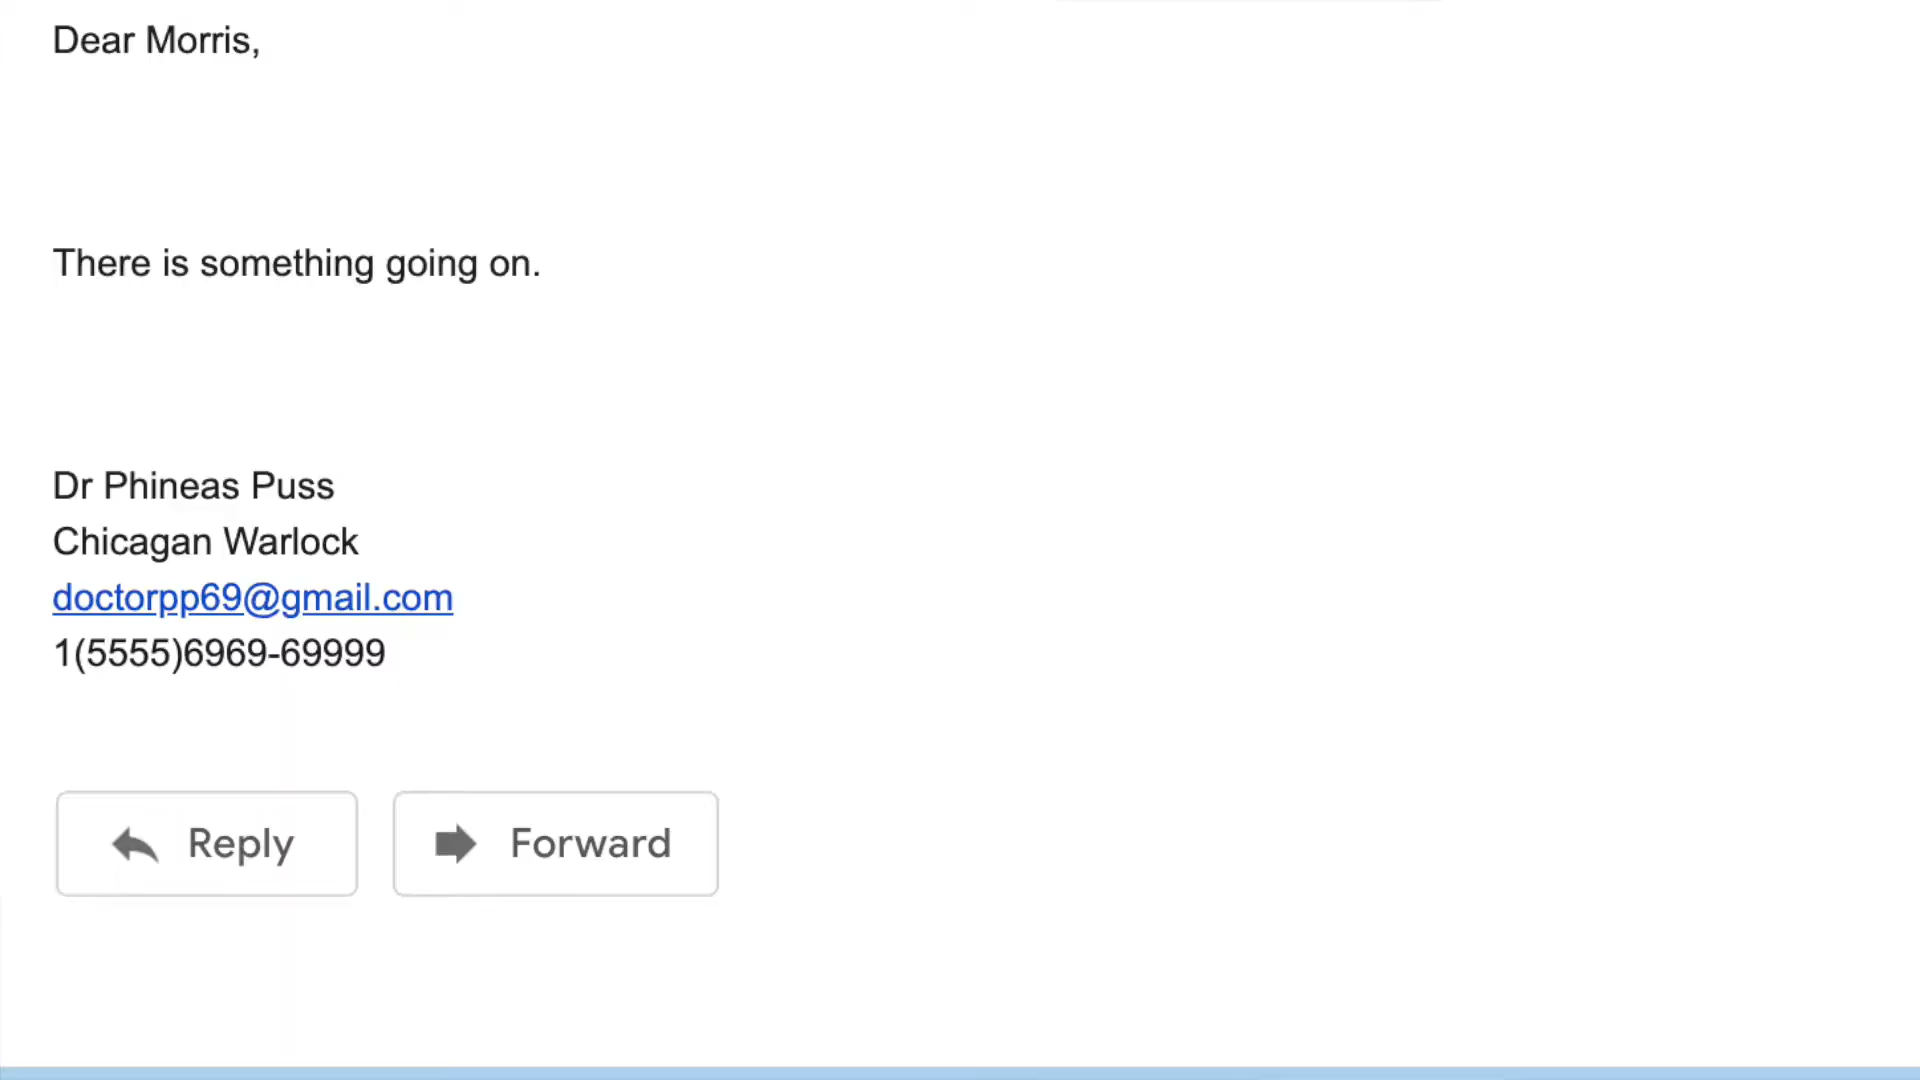 Dear Morris,
There is something going on.
Dr Phineas Puss
Chicagan Warlock
doctorpp69@gmail.com
1(5555)6969-69999
Reply
Forward